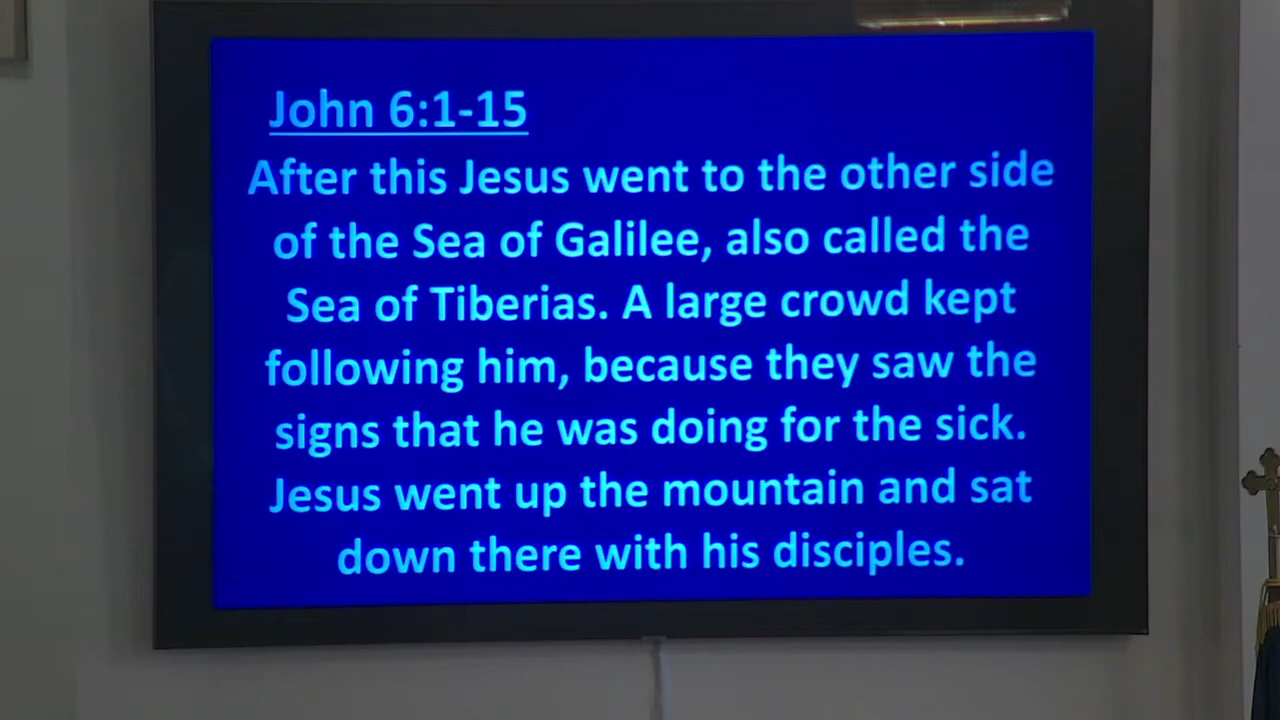 John 6:1-15
After this Jesus went to the other side
of the Sea of Galilee, also called the
Sea of Tiberias. A large crowd kept
following him, because they saw the
signs that he was doing for the sick.
Jesus went up the mountain and sat
down there with his disciples.